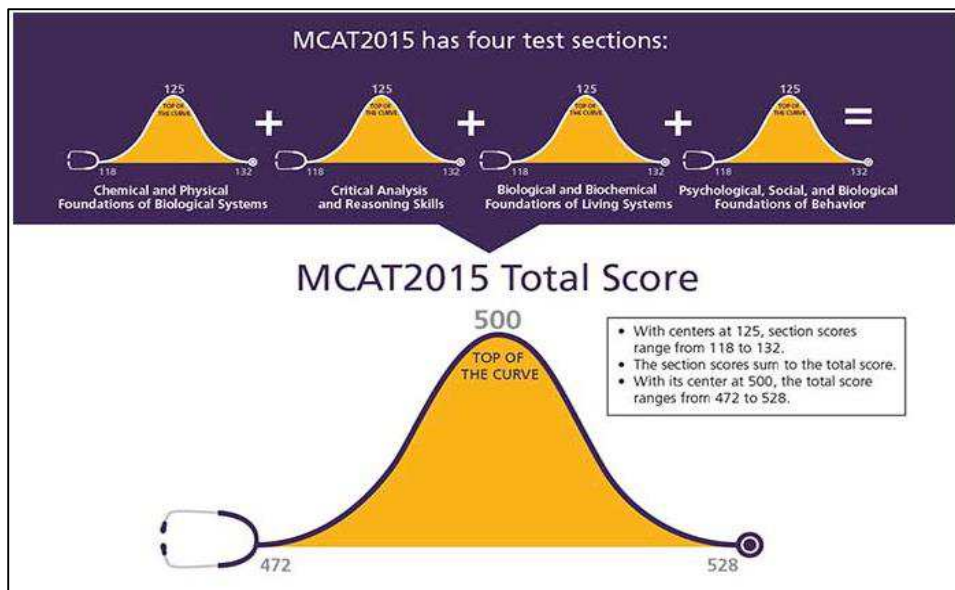 MCAT2015 has four test sections:
125
TOP OF
THE CURVE
118
132
Chemical and Physical
Foundations of Biological Systems
+
125
TOP OF
THE CURVE
118
132
Critical Analysis
and Reasoning Skills
+
125
TOP OF
THE CURVE
118
132
Biological and Biochemical
Foundations of Living Systems
+
125
TOP OF
THE CURVE
118
132
Psychological, Social, and Biological
Foundations of Behavior
=
MCAT2015 Total Score
500
TOP OF
THE CURVE
472
528
• With centers at 125, section scores
range from 118 to 132.
• The section scores sum to the total score.
• With its center at 500, the total score
ranges from 472 to 528.